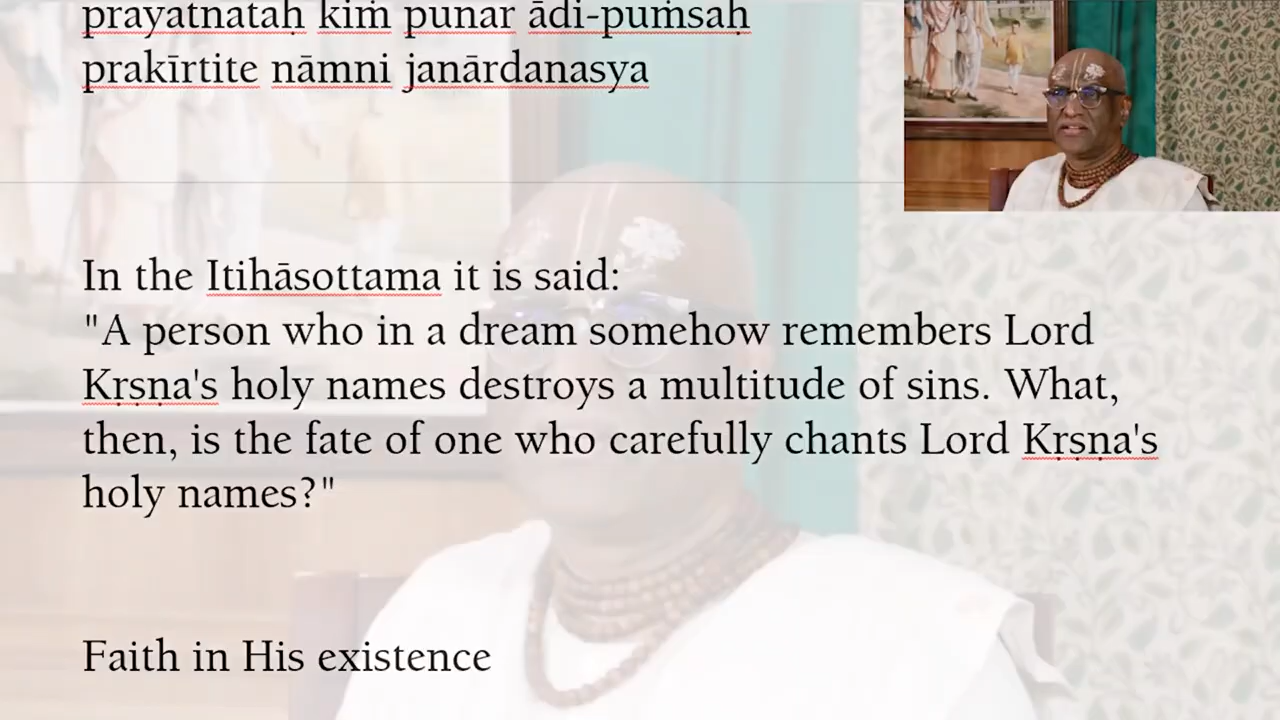 prayatnataḥ kiṁ punar ādi-puṁsaḥ
prakīrtite nāmni janārdanasya
In the Itihāsottama it is said:
"A person who in a dream somehow remembers Lord
Kṛṣṇa's holy names destroys a multitude of sins. What,
then, is the fate of one who carefully chants Lord Kṛṣṇa's
holy names?"
Faith in His existence